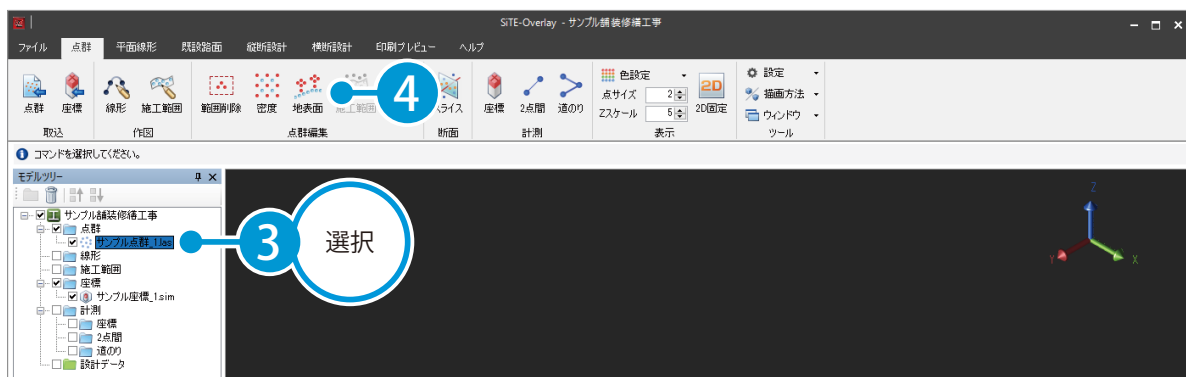 SiTE-Overlay - サンプル舗装修繕工事
ファイル 点群 平面線形 既設路面 縦断設計 横断設計 印刷プレビュー ヘルプ
点群 座標 線形 施工範囲 範囲削除 密度 地表面 施工範囲 4 スライス 座標 2点間 道のり 色設定 点サイズ 2 Zスケール 5 2D 2D固定 設定 描画方法 ウィンドウ
取込 作図 点群編集 断面 計測 表示 ツール
コマンドを選択してください。
モデルツリー
サンプル舗装修繕工事
点群
サンプル点群_1.las
3 選択
線形
施工範囲
座標
サンプル座標_1.sim
計測
座標
2点間
道のり
設計データ
Z
Y X